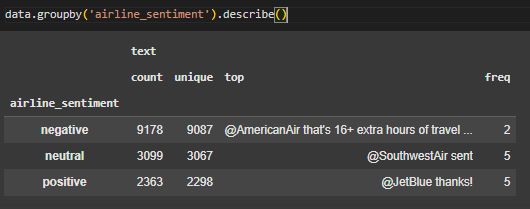 data.groupby('airline_sentiment').describe()
text
count unique top freq
airline_sentiment
negative 9178 9087 @AmericanAir that's 16+ extra hours of travel ... 2
neutral 3099 3067 @SouthwestAir sent 5
positive 2363 2298 @JetBlue thanks! 5